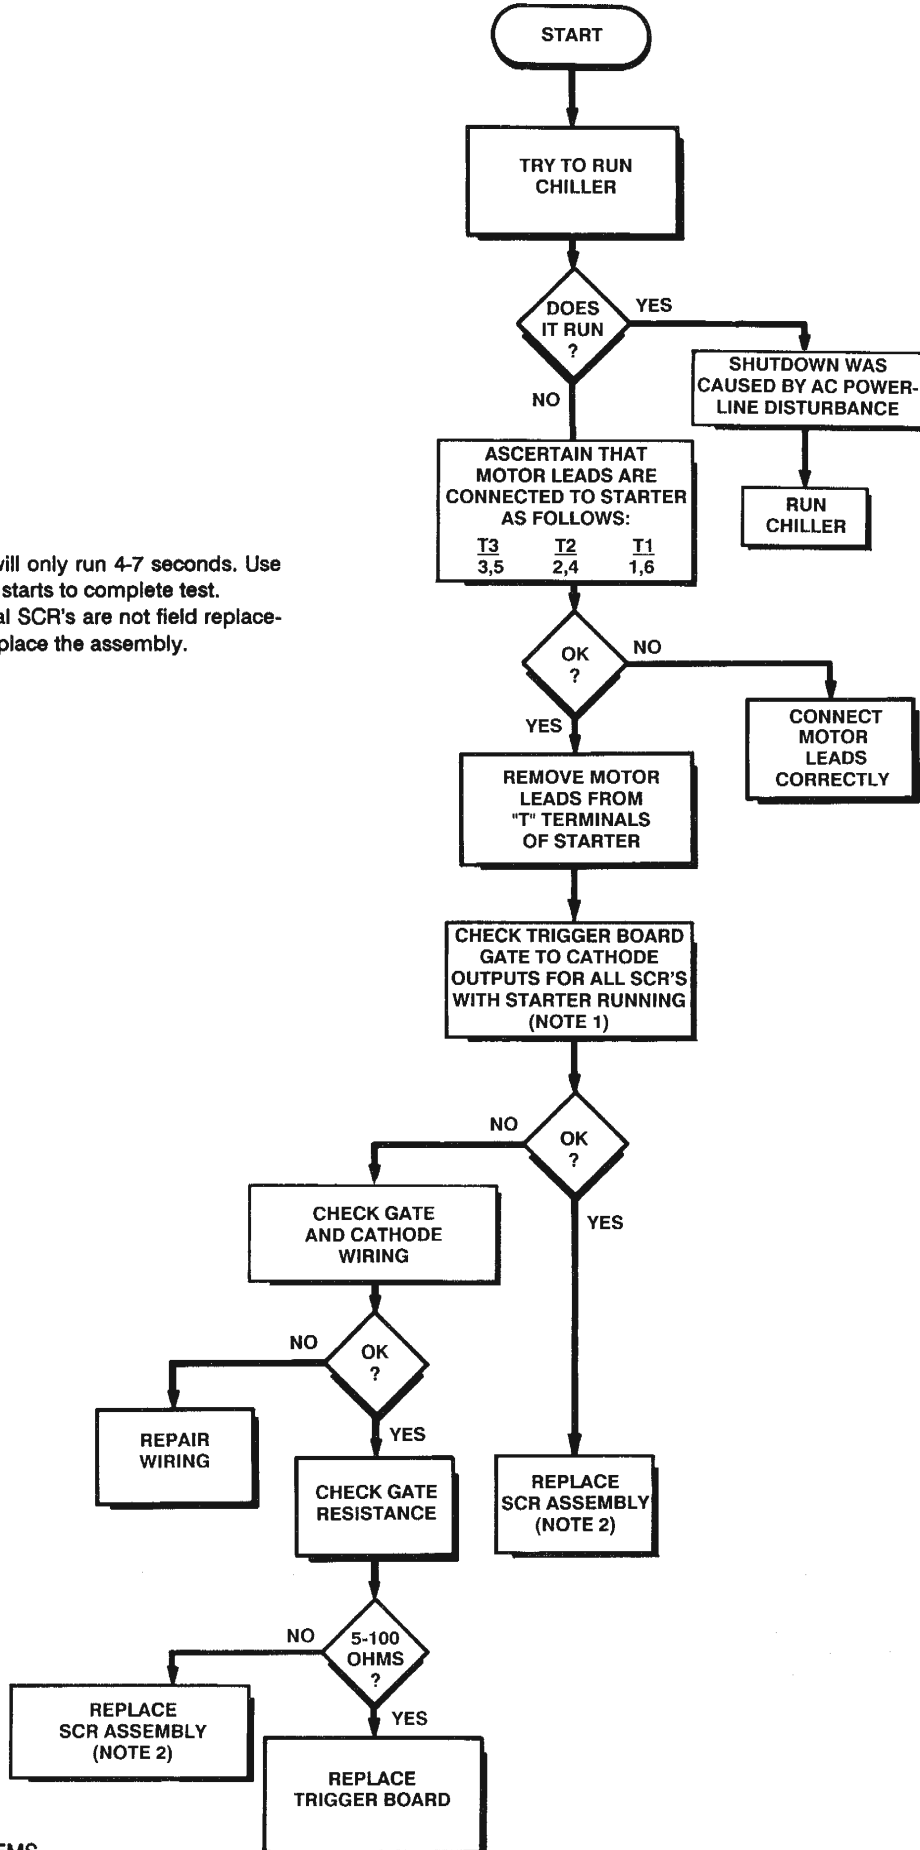 START
TRY TO RUN
CHILLER
DOES
IT RUN
?
YES
SHUTDOWN WAS
CAUSED BY AC POWER-
LINE DISTURBANCE
RUN
CHILLER
NO
ASCERTAIN THAT
MOTOR LEADS ARE
CONNECTED TO STARTER
AS FOLLOWS:
T3 T2 T1
3,5 2,4 1,6
will only run 4-7 seconds. Use
starts to complete test.
al SCR's are not field replace-
place the assembly.
OK
?
NO
CONNECT
MOTOR
LEADS
CORRECTLY
YES
REMOVE MOTOR
LEADS FROM
"T" TERMINALS
OF STARTER
CHECK TRIGGER BOARD
GATE TO CATHODE
OUTPUTS FOR ALL SCR'S
WITH STARTER RUNNING
(NOTE 1)
OK
?
NO
YES
CHECK GATE
AND CATHODE
WIRING
OK
?
NO
REPAIR
WIRING
YES
CHECK GATE
RESISTANCE
REPLACE
SCR ASSEMBLY
(NOTE 2)
5-100
OHMS
?
NO
REPLACE
SCR ASSEMBLY
(NOTE 2)
YES
REPLACE
TRIGGER BOARD